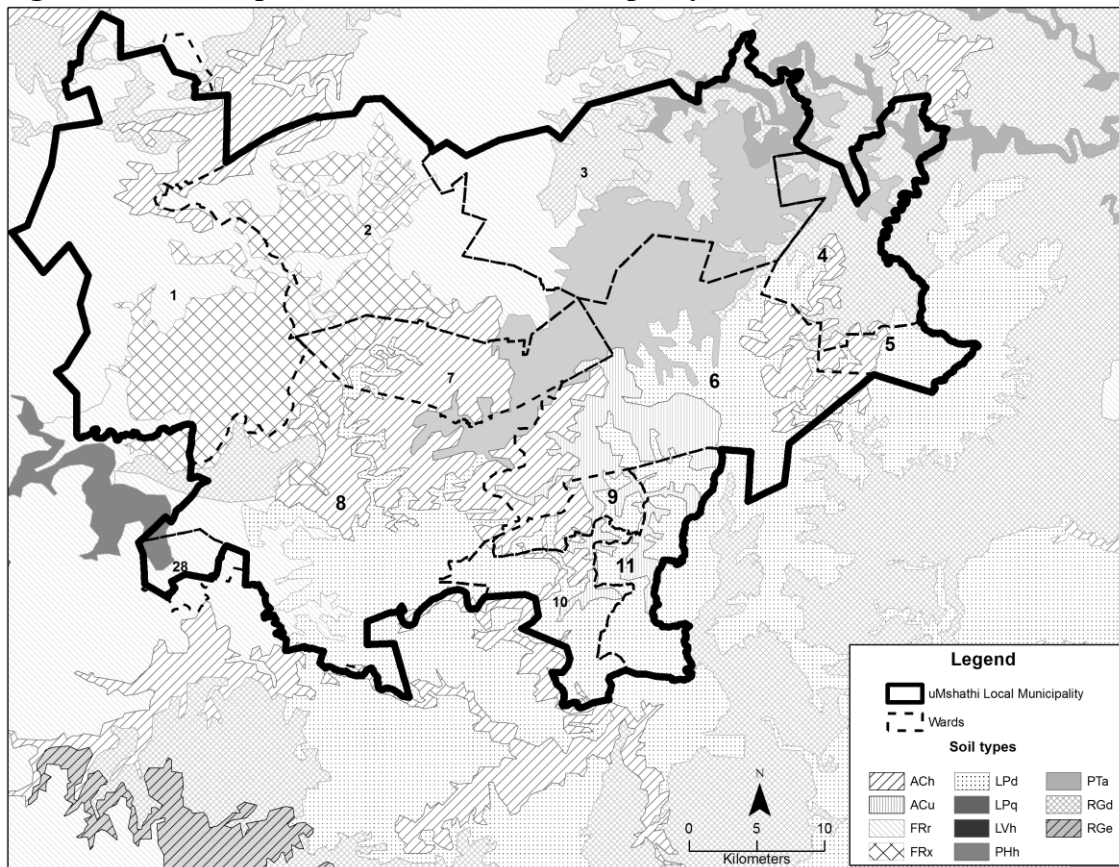 3
2
4
1
5
7
6
8
9
11
28
10
Legend
uMshathi Local Municipality
Wards
Soil types
ACh LPd PTa
ACu LPq RGd
FRr LVh RGe
FRx PHh
N
0 5 10
Kilometers